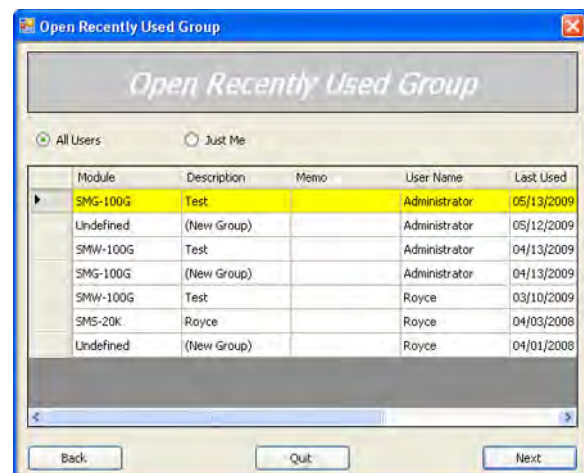 Open Recently Used Group
Open Recently Used Group
All Users Just Me
Module Description Memo User Name Last Used
SMG-100G Test Administrator 05/13/2009
Undefined (New Group) Administrator 05/12/2009
SMW-100G Test Administrator 04/13/2009
SMG-100G (New Group) Administrator 04/13/2009
SMW-100G Test Royce 03/10/2009
SMS-20K Royce Royce 04/03/2008
Undefined (New Group) Royce 04/01/2008
Back Quit Next